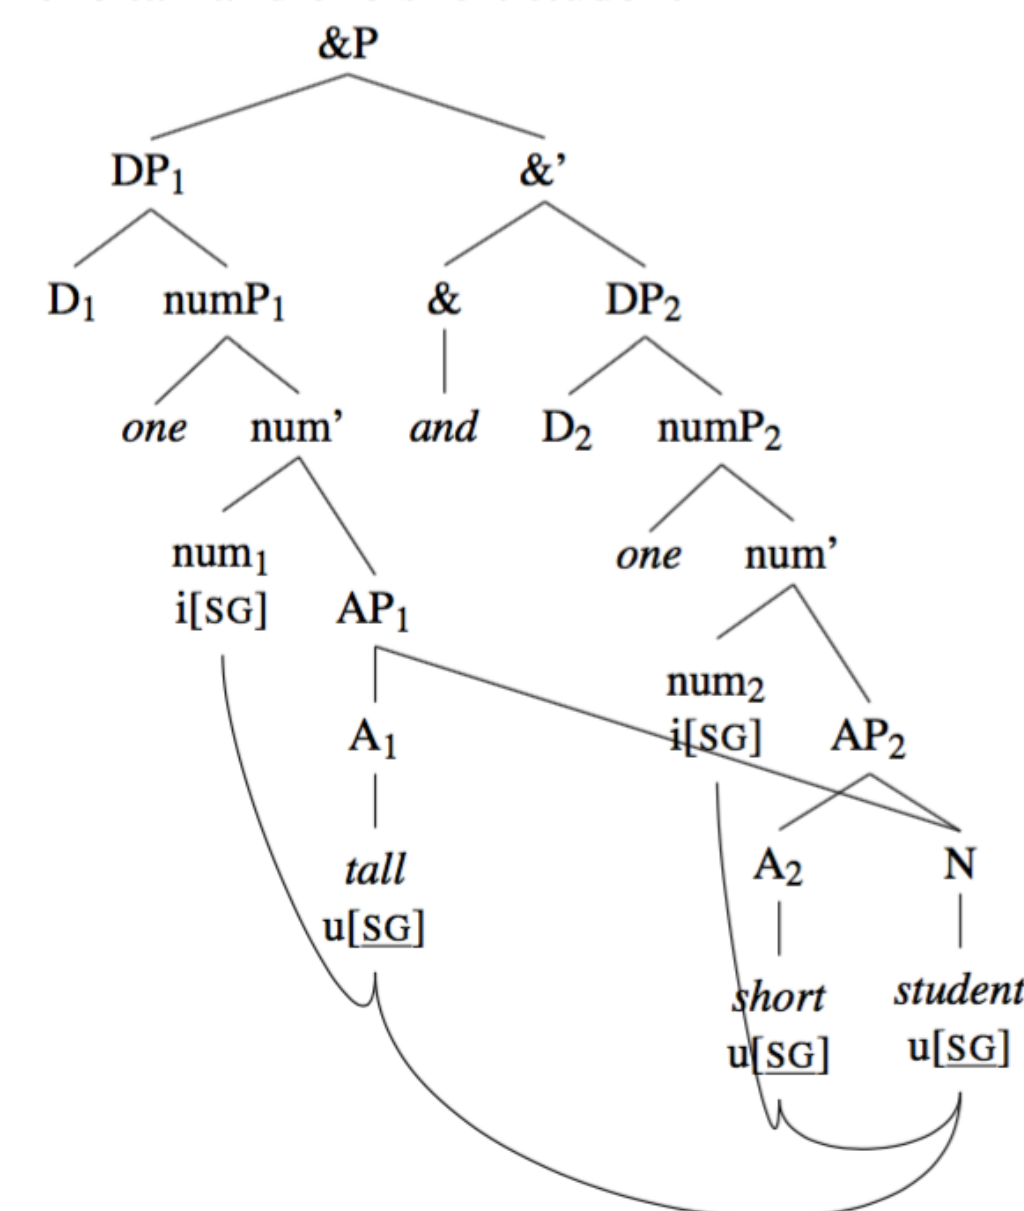 &P
DP₁ &’
D₁ numP₁ & DP₂
one num’ and D₂ numP₂
num₁ one num’
i[SG] AP₁
num₂
A₁ i[SG] AP₂
tall A₂ N
u[SG]
short student
u[SG] u[SG]